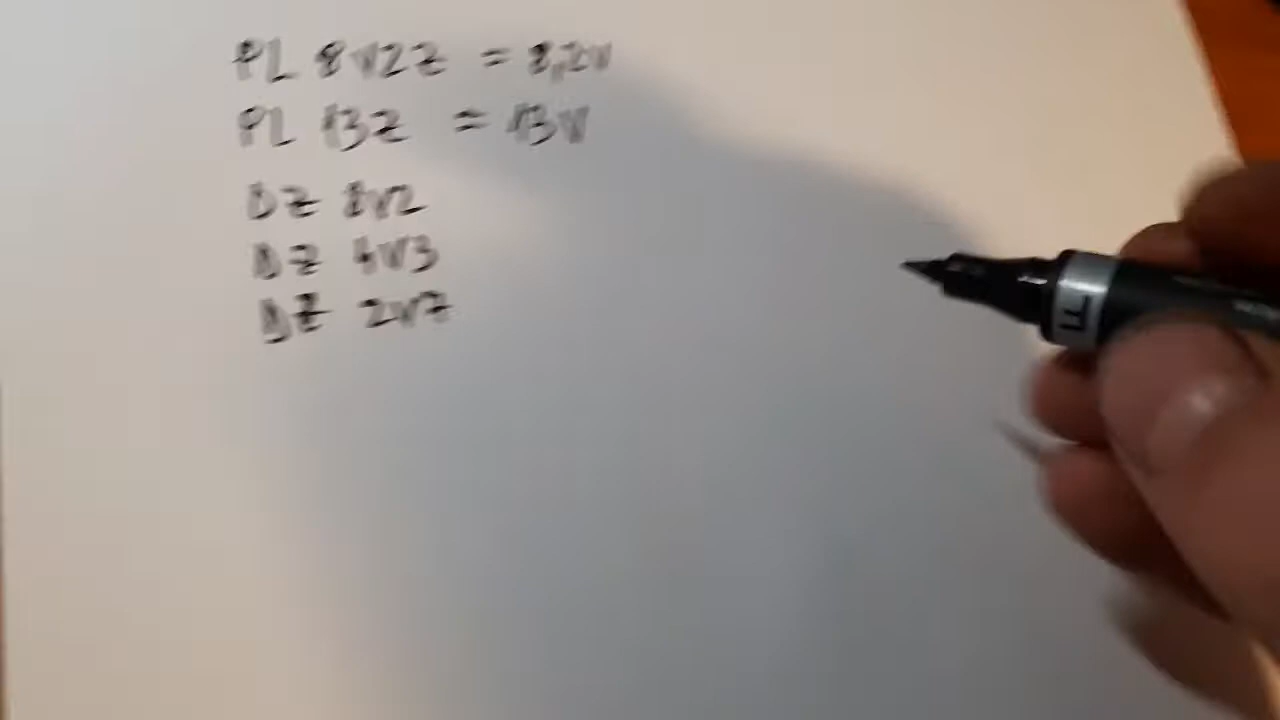 PL 8V2Z = 8,2V
PL 13Z = 13V
DZ 8V2
DZ 4V3
DZ 2V7
F